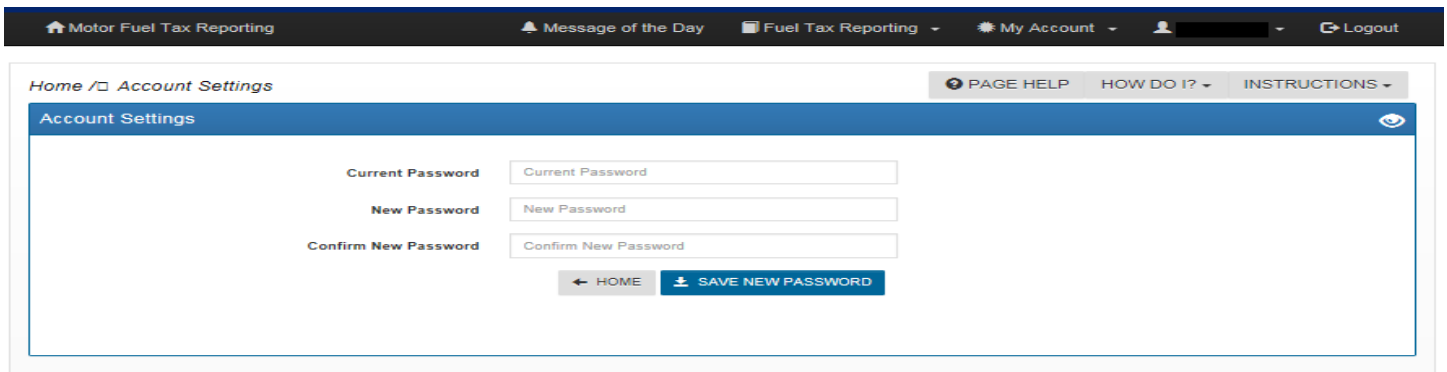 Motor Fuel Tax Reporting Message of the Day Fuel Tax Reporting My Account Logout
Home /□ Account Settings PAGE HELP HOW DO I? INSTRUCTIONS
Account Settings
Current Password Current Password
New Password New Password
Confirm New Password Confirm New Password
HOME SAVE NEW PASSWORD